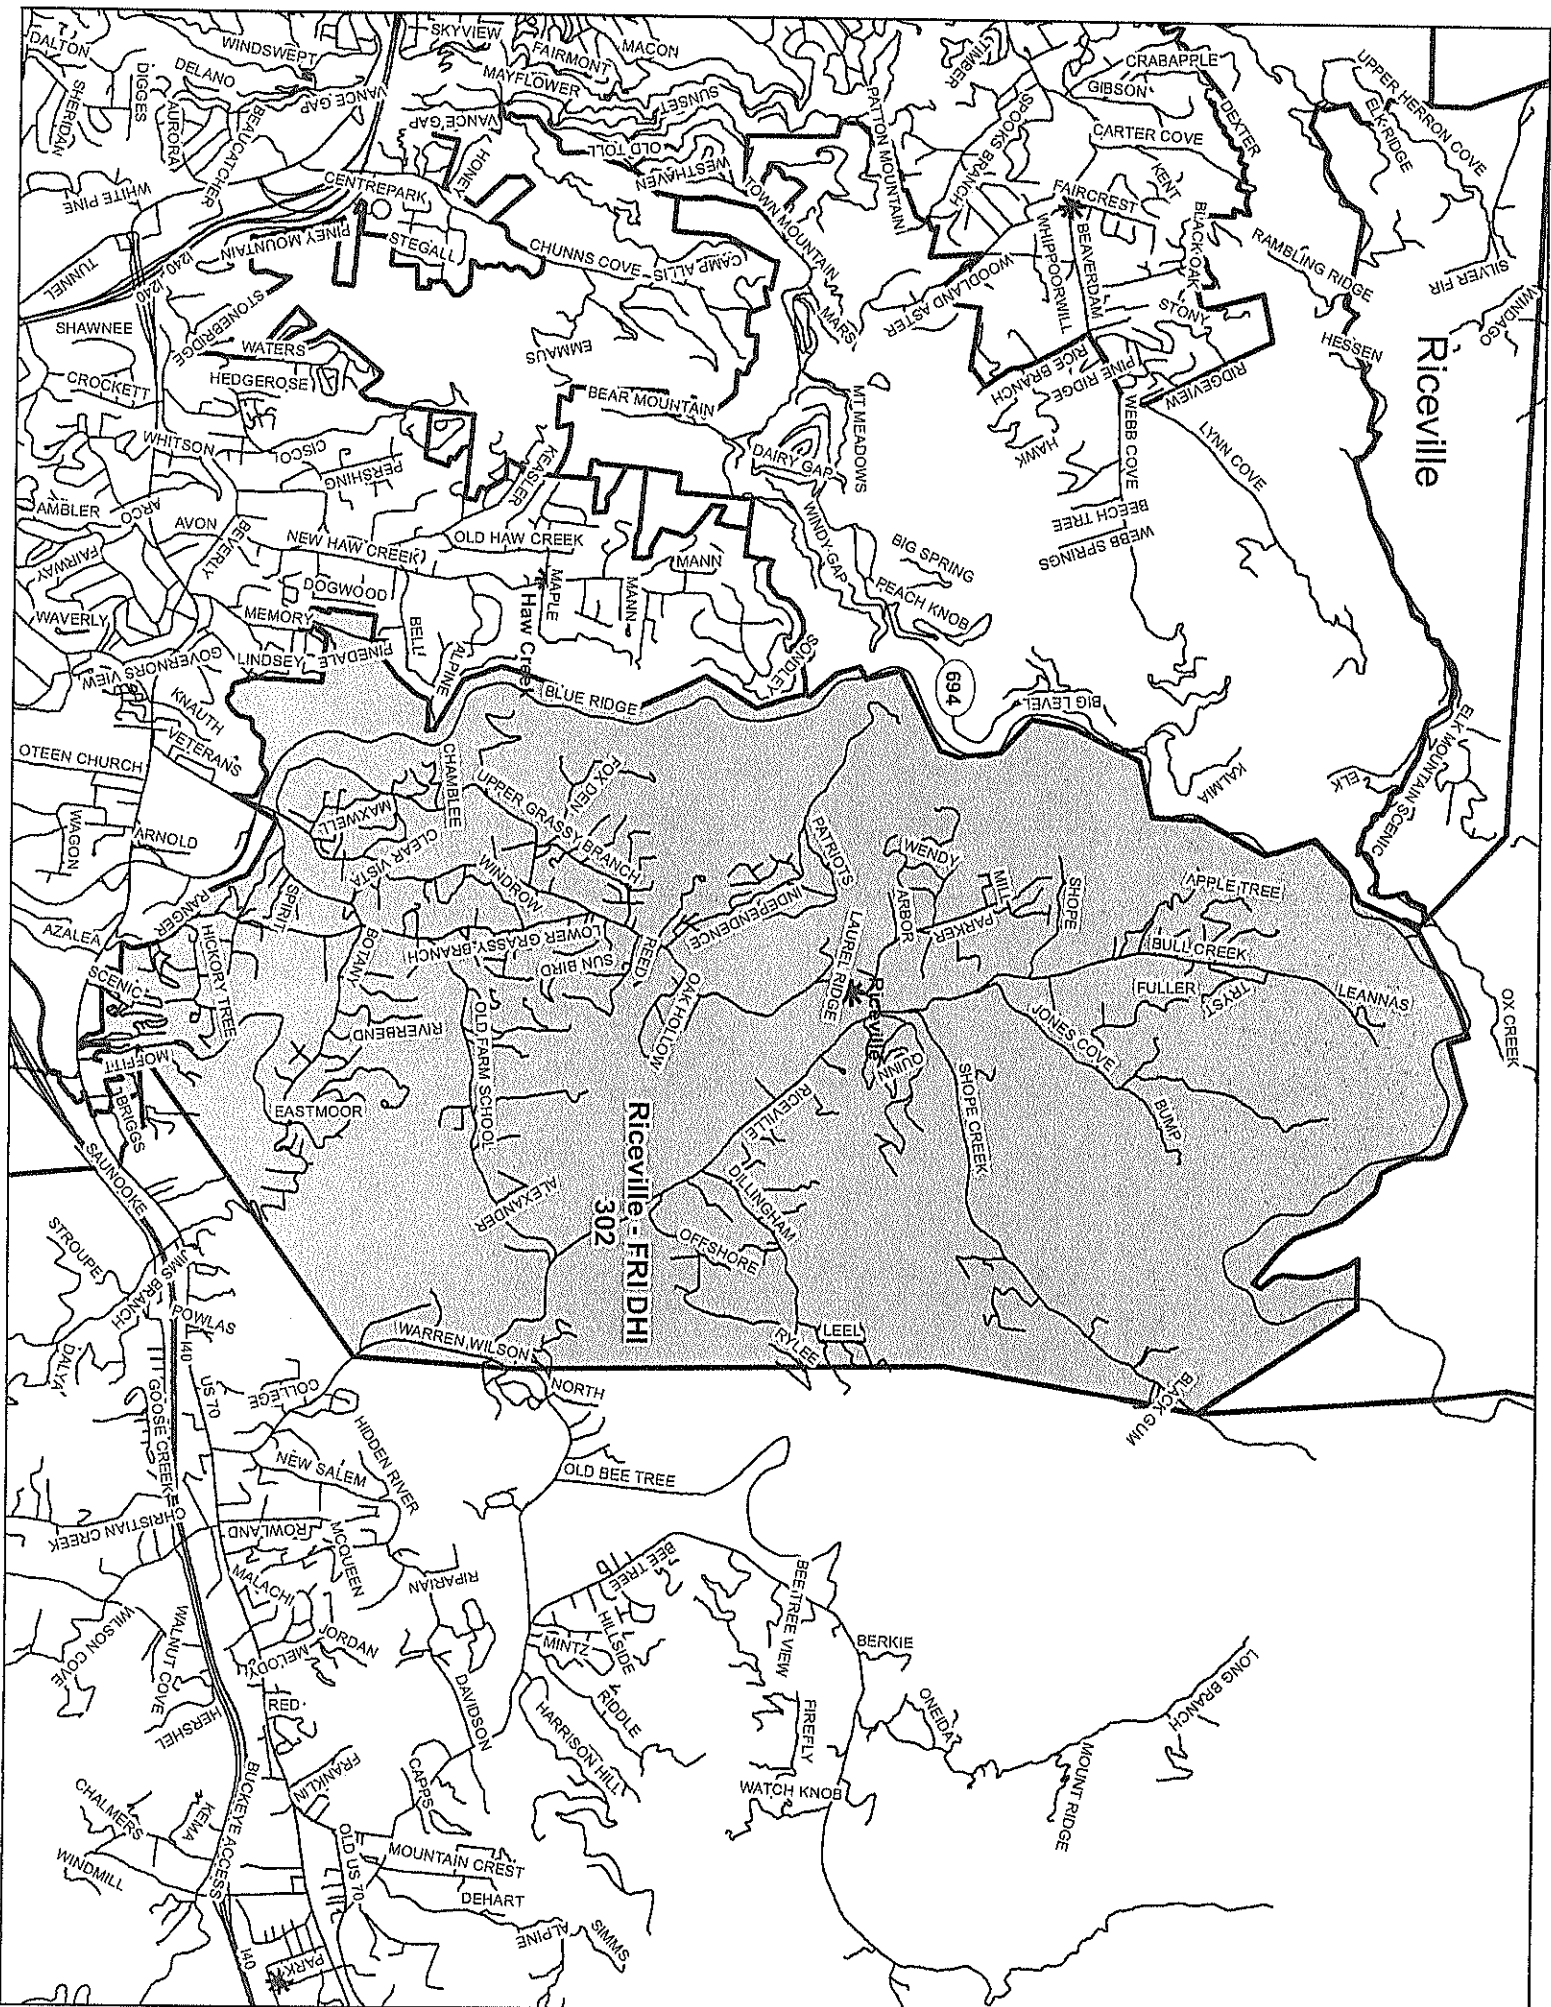 Riceville
Riceville - FRI DHI
302
Riceville
Haw Creek
694
DALTON
WINDSWEPT
DELANO
DIGGES
SHERIDAN
AURORA
BEAUCATCHER
VANCE GAP
VANCE GAP
WHITE PINE
TUNNEL
SKYVIEW
FAIRMONT
MACON
MAYFLOWER
SUNSET
OLD TOLL
WESTHAVEN
HONEY
CENTREPARK
PINEY MOUNTAIN
STEGALL
CHUNNS COVE
CAMP ALLIS
TOWN MOUNTAIN
PATTON MOUNTAIN
TIMBER
SPOOKS BRANCH
CRABAPPLE
GIBSON
DEXTER
CARTER COVE
KENT
FAIRCREST
BEAVERDAM
WHIPPOORWILL
WOODLAND
ASTER
MARS
BLACK OAK
STONY
RAMBLING RIDGE
UPPER HERRON COVE
ELK RIDGE
SILVER FIR
WINDAGO
HESSEN
RIDGEVIEW
PINE RIDGE
RICE BRANCH
WEBB COVE
LYNN COVE
HAWK
BEECH TREE
WEBB SPRINGS
I240
I240
STONEBRIDGE
SHAWNEE
WATERS
HEDGEROSE
CROCKETT
EMMAUS
BEAR MOUNTAIN
MT MEADOWS
DAIRY GAP
WINDY GAP
BIG SPRING
PEACH KNOB
WHITSON
CISCO
PERSHING
KEASLER
AMBLER
ARCO
AVON
FAIRWAY
BEVERLY
NEW HAW CREEK
OLD HAW CREEK
DOGWOOD
MAPLE
MANN
MANN
WAVERLY
MEMORY
LINDSEY
PINEDALE
BELL
ALPINE
GOVERNORS VIEW
SONDLEY
BLUE RIDGE
BIG LEVEL
KALMIA
ELK
ELK MOUNTAIN SCENIC
OX CREEK
KNAUTH
VETERANS
OTEEN CHURCH
WAGON
ARNOLD
AZALEA
RANGER
SCENIC
MOFFITT
BRIGGS
SPIRIT
HICKORY TREE
MAXWELL
CHAMBLEE
UPPER GRASSY BRANCH
FOX DEN
CLEAR VISTA
WINDROW
BOTANY
LOWER GRASSY BRANCH
SUN BIRD
REED
INDEPENDENCE
PATRIOTS
WENDY
ARBOR
PARKER
MILL
SHOPE
APPLE TREE
BULL CREEK
LAUREL RIDGE
OAK HOLLOW
FULLER
TRYST
LEANNAS
JONES COVE
BUMP
QUINN
SHOPE CREEK
RIVERBEND
OLD FARM SCHOOL
EASTMOOR
RICEVILLE
DILLINGHAM
ALEXANDER
OFFSHORE
WARREN WILSON
RYLEE
LEEL
BLACK GUM
SAUNOOKE
STROUPE
JIMS BRANCH
POWLAS
DALYA
GOOSE CREEK
I40
US 70
COLLEGE
NORTH
NEW SALEM
HIDDEN RIVER
OLD BEE TREE
CHRISTIAN CREEK
ROWLAND
MCQUEEN
MALACHI
RIPARIAN
BEE TREE
BEETREE VIEW
WILSON COVE
WALNUT COVE
HERSHEL
MELODY
JORDAN
RED
DAVIDSON
MINTZ
HILLSIDE
RIDDLE
HARRISON HILL
BERKIE
FIREFLY
ONEIDA
LONG BRANCH
MOUNT RIDGE
WATCH KNOB
CHALMERS
KEMA
WINDMILL
BUCKEYE ACCESS
FRANKLIN
CAPPS
OLD US 70
MOUNTAIN CREST
DEHART
ALPINE
SIMMS
I40
PARK